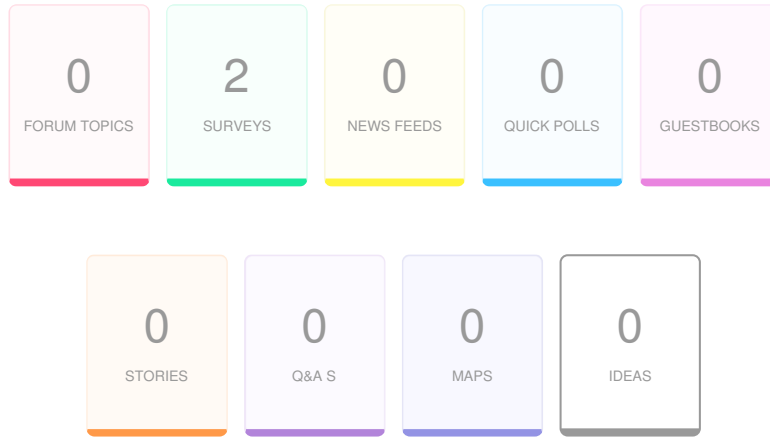 0 2 0 0 0
FORUM TOPICS SURVEYS NEWS FEEDS QUICK POLLS GUESTBOOKS
0 0 0 0
STORIES Q&A S MAPS IDEAS